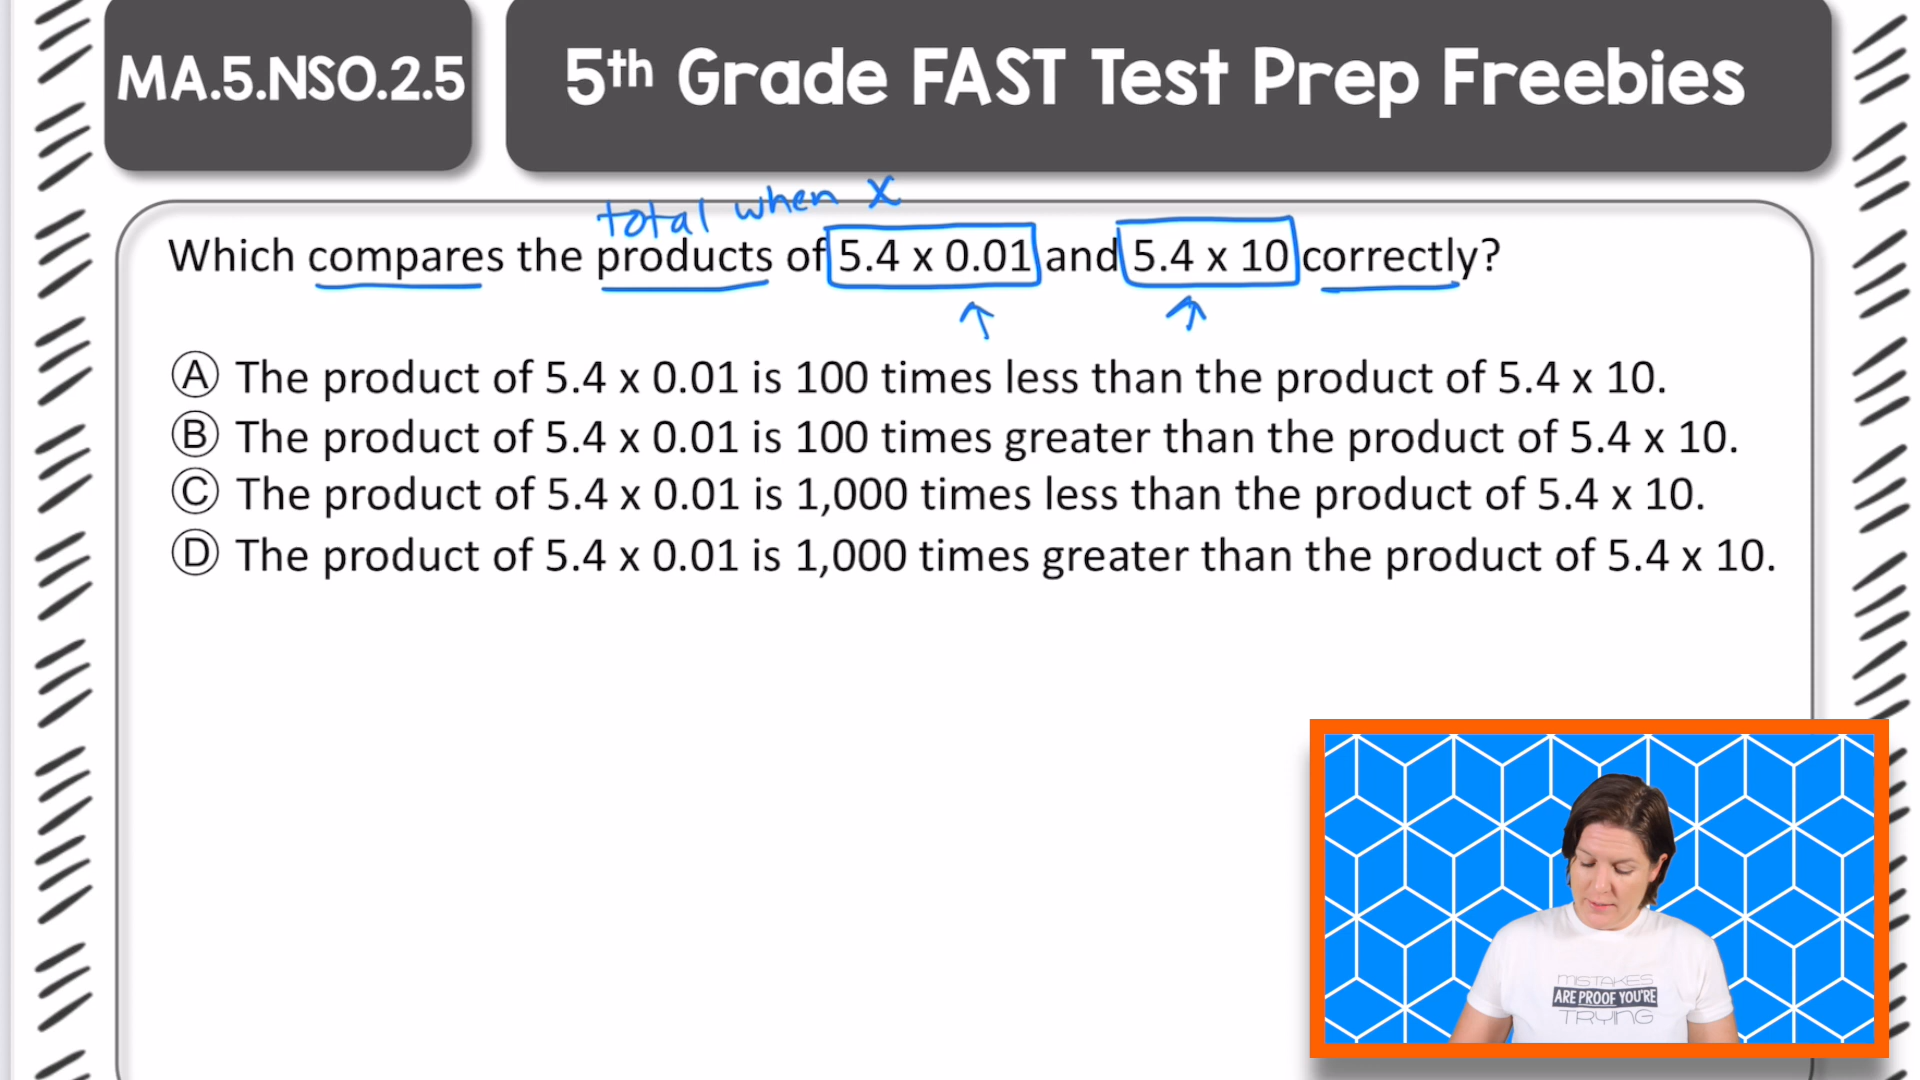 MA.5.NSO.2.5
5th Grade FAST Test Prep Freebies
total when x
Which compares the products of 5.4 x 0.01 and 5.4 x 10 correctly?
Ⓐ The product of 5.4 x 0.01 is 100 times less than the product of 5.4 x 10.
Ⓑ The product of 5.4 x 0.01 is 100 times greater than the product of 5.4 x 10.
Ⓒ The product of 5.4 x 0.01 is 1,000 times less than the product of 5.4 x 10.
Ⓓ The product of 5.4 x 0.01 is 1,000 times greater than the product of 5.4 x 10.
MISTAKES
ARE PROOF YOU'RE
TRYING